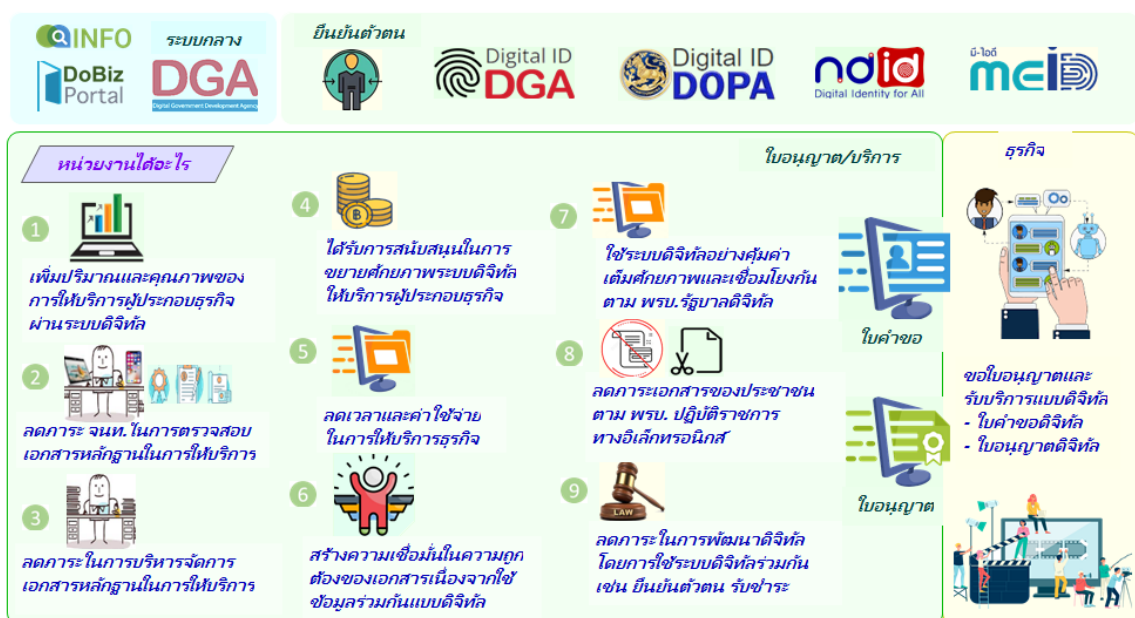 INFO
ระบบกลาง
DoBiz
Portal
DGA
Digital Government Development Agency
ยืนยันตัวตน
Digital ID
DGA
Digital ID
DOPA
ndid
Digital Identity for All
มี-ไอดี
meiD
หน่วยงานได้อะไร
ใบอนุญาต/บริการ
1
เพิ่มปริมาณและคุณภาพของ
การให้บริการผู้ประกอบธุรกิจ
ผ่านระบบดิจิทัล
2
ลดภาระ จนท.ในการตรวจสอบ
เอกสารหลักฐานในการให้บริการ
3
ลดภาระในการบริหารจัดการ
เอกสารหลักฐานในการให้บริการ
4
ได้รับการสนับสนุนในการ
ขยายศักยภาพระบบดิจิทัล
ให้บริการผู้ประกอบธุรกิจ
5
ลดเวลาและค่าใช้จ่าย
ในการให้บริการธุรกิจ
6
สร้างความเชื่อมั่นในความถูก
ต้องของเอกสารเนื่องจากใช้
ข้อมูลร่วมกันแบบดิจิทัล
7
ใช้ระบบดิจิทัลอย่างคุ้มค่า
เต็มศักยภาพและเชื่อมโยงกัน
ตาม พรบ.รัฐบาลดิจิทัล
8
ลดภาระเอกสารของประชาชน
ตาม พรบ. ปฏิบัติราชการ
ทางอิเล็กทรอนิกส์
9
LAW
ลดภาระในการพัฒนาดิจิทัล
โดยการใช้ระบบดิจิทัลร่วมกัน
เช่น ยืนยันตัวตน รับชำระ
ใบคำขอ
ใบอนุญาต
ธุรกิจ
ขอใบอนุญาตและ
รับบริการแบบดิจิทัล
- ใบคำขอดิจิทัล
- ใบอนุญาตดิจิทัล